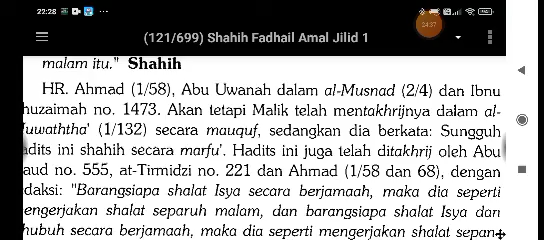 22:28
24:37
(121/699) Shahih Fadhail Amal Jilid 1
malam itu." Shahih
HR. Ahmad (1/58), Abu Uwanah dalam al-Musnad (2/4) dan Ibnu
huzaimah no. 1473. Akan tetapi Malik telah mentakhrijnya dalam al-
uwaththa' (1/132) secara mauquf, sedangkan dia berkata: Sungguh
adits ini shahih secara marfu'. Hadits ini juga telah ditakhrij oleh Abu
aud no. 555, at-Tirmidzi no. 221 dan Ahmad (1/58 dan 68), dengan
daksi: "Barangsiapa shalat Isya secara berjamaah, maka dia seperti
engerjakan shalat separuh malam, dan barangsiapa shalat Isya dan
hubuh secara berjamaah, maka dia seperti mengerjakan shalat sepan